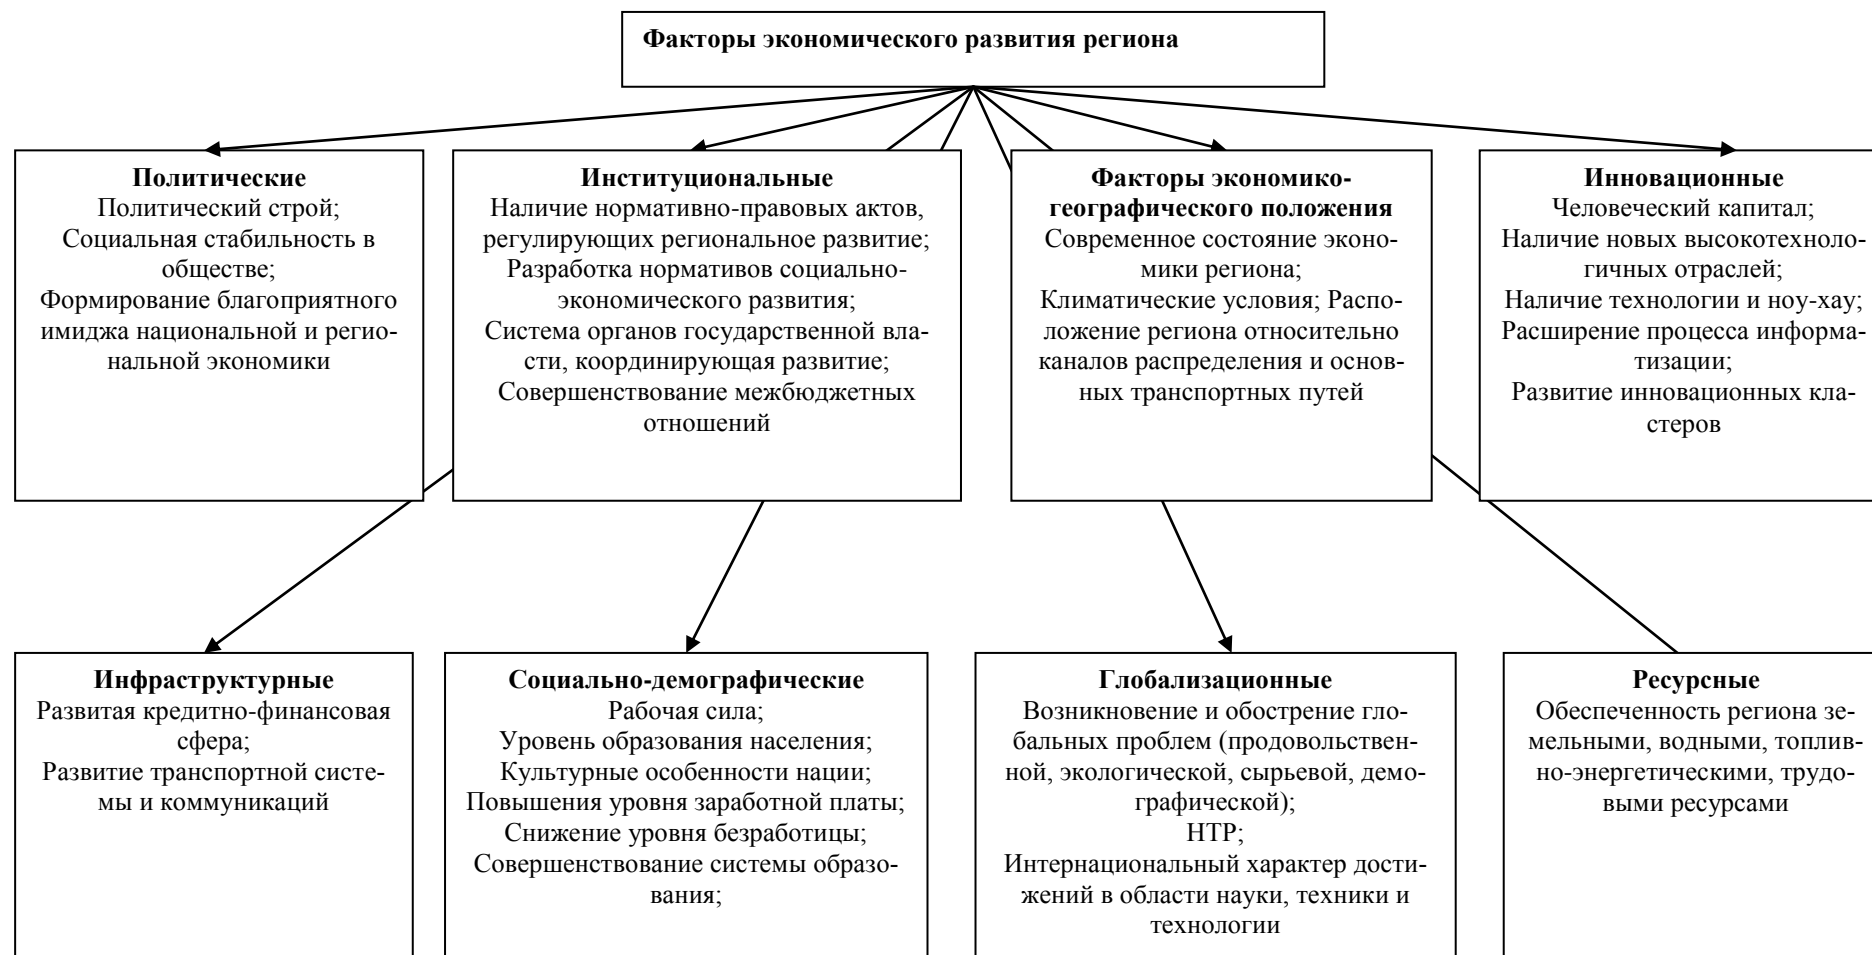 Факторы экономического развития региона
Политические
Политический строй;
Социальная стабильность в
обществе;
Формирование благоприятного
имиджа национальной и регио-
нальной экономики
Институциональные
Наличие нормативно-правовых актов,
регулирующих региональное развитие;
Разработка нормативов социально-
экономического развития;
Система органов государственной вла-
сти, координирующая развитие;
Совершенствование межбюджетных
отношений
Факторы экономико-
географического положения
Современное состояние эконо-
мики региона;
Климатические условия; Распо-
ложение региона относительно
каналов распределения и основ-
ных транспортных путей
Инновационные
Человеческий капитал;
Наличие новых высокотехноло-
гичных отраслей;
Наличие технологии и ноу-хау;
Расширение процесса информа-
тизации;
Развитие инновационных кла-
стеров
Инфраструктурные
Развитая кредитно-финансовая
сфера;
Развитие транспортной систе-
мы и коммуникаций
Социально-демографические
Рабочая сила;
Уровень образования населения;
Культурные особенности нации;
Повышения уровня заработной платы;
Снижение уровня безработицы;
Совершенствование системы образо-
вания;
Глобализационные
Возникновение и обострение гло-
бальных проблем (продовольствен-
ной, экологической, сырьевой, демо-
графической);
НТР;
Интернациональный характер дости-
жений в области науки, техники и
технологии
Ресурсные
Обеспеченность региона зе-
мельными, водными, топлив-
но-энергетическими, трудо-
выми ресурсами